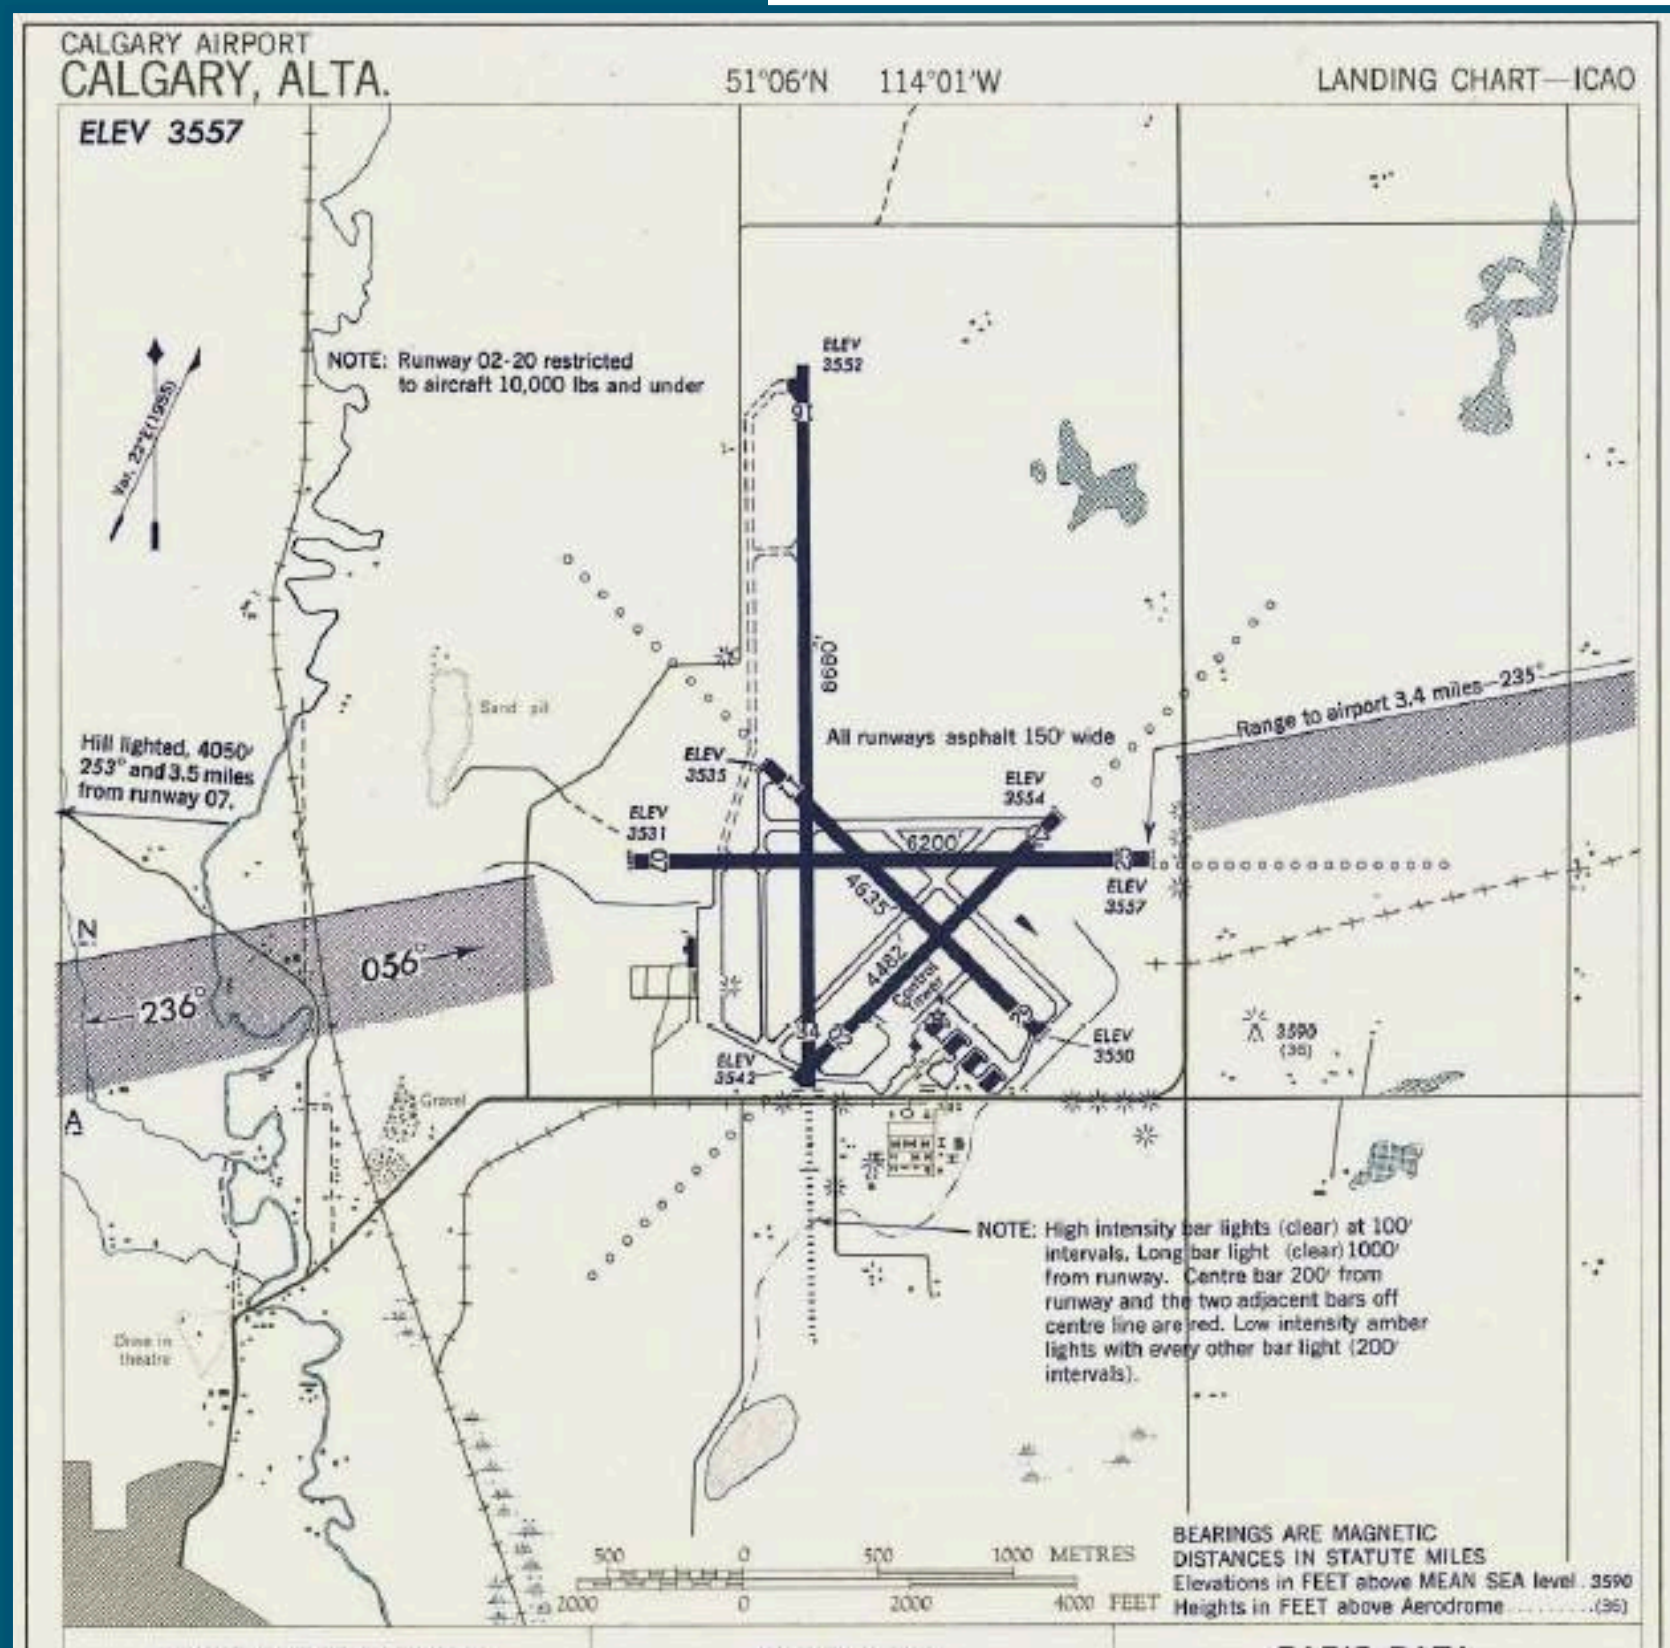 CALGARY AIRPORT
CALGARY, ALTA.
51°06'N 114°01'W
LANDING CHART—ICAO
ELEV 3557
ELEV
3552
NOTE: Runway 02-20 restricted
to aircraft 10,000 lbs and under
Var. 23°E (1955)
16
8680'
Sand pit
Range to airport 3.4 miles—235°
All runways asphalt 150' wide
Hill lighted, 4050'
253° and 3.5 miles
from runway 07.
ELEV
3535
ELEV
3554
ELEV
3531
07
6200'
25
ELEV
3557
4635'
N
056°
236°
4482'
Control
Tower
34
02
ELEV
3550
3590
(36)
ELEV
3543
Gravel
A
NOTE: High intensity bar lights (clear) at 100'
intervals. Long bar light (clear) 1000'
from runway. Centre bar 200' from
runway and the two adjacent bars off
centre line are red. Low intensity amber
lights with every other bar light (200'
intervals).
Drive in
theatre
500 0 500 1000 METRES
2000 0 2000 4000 FEET
BEARINGS ARE MAGNETIC
DISTANCES IN STATUTE MILES
Elevations in FEET above MEAN SEA level . 3590
Heights in FEET above Aerodrome ..........(36)